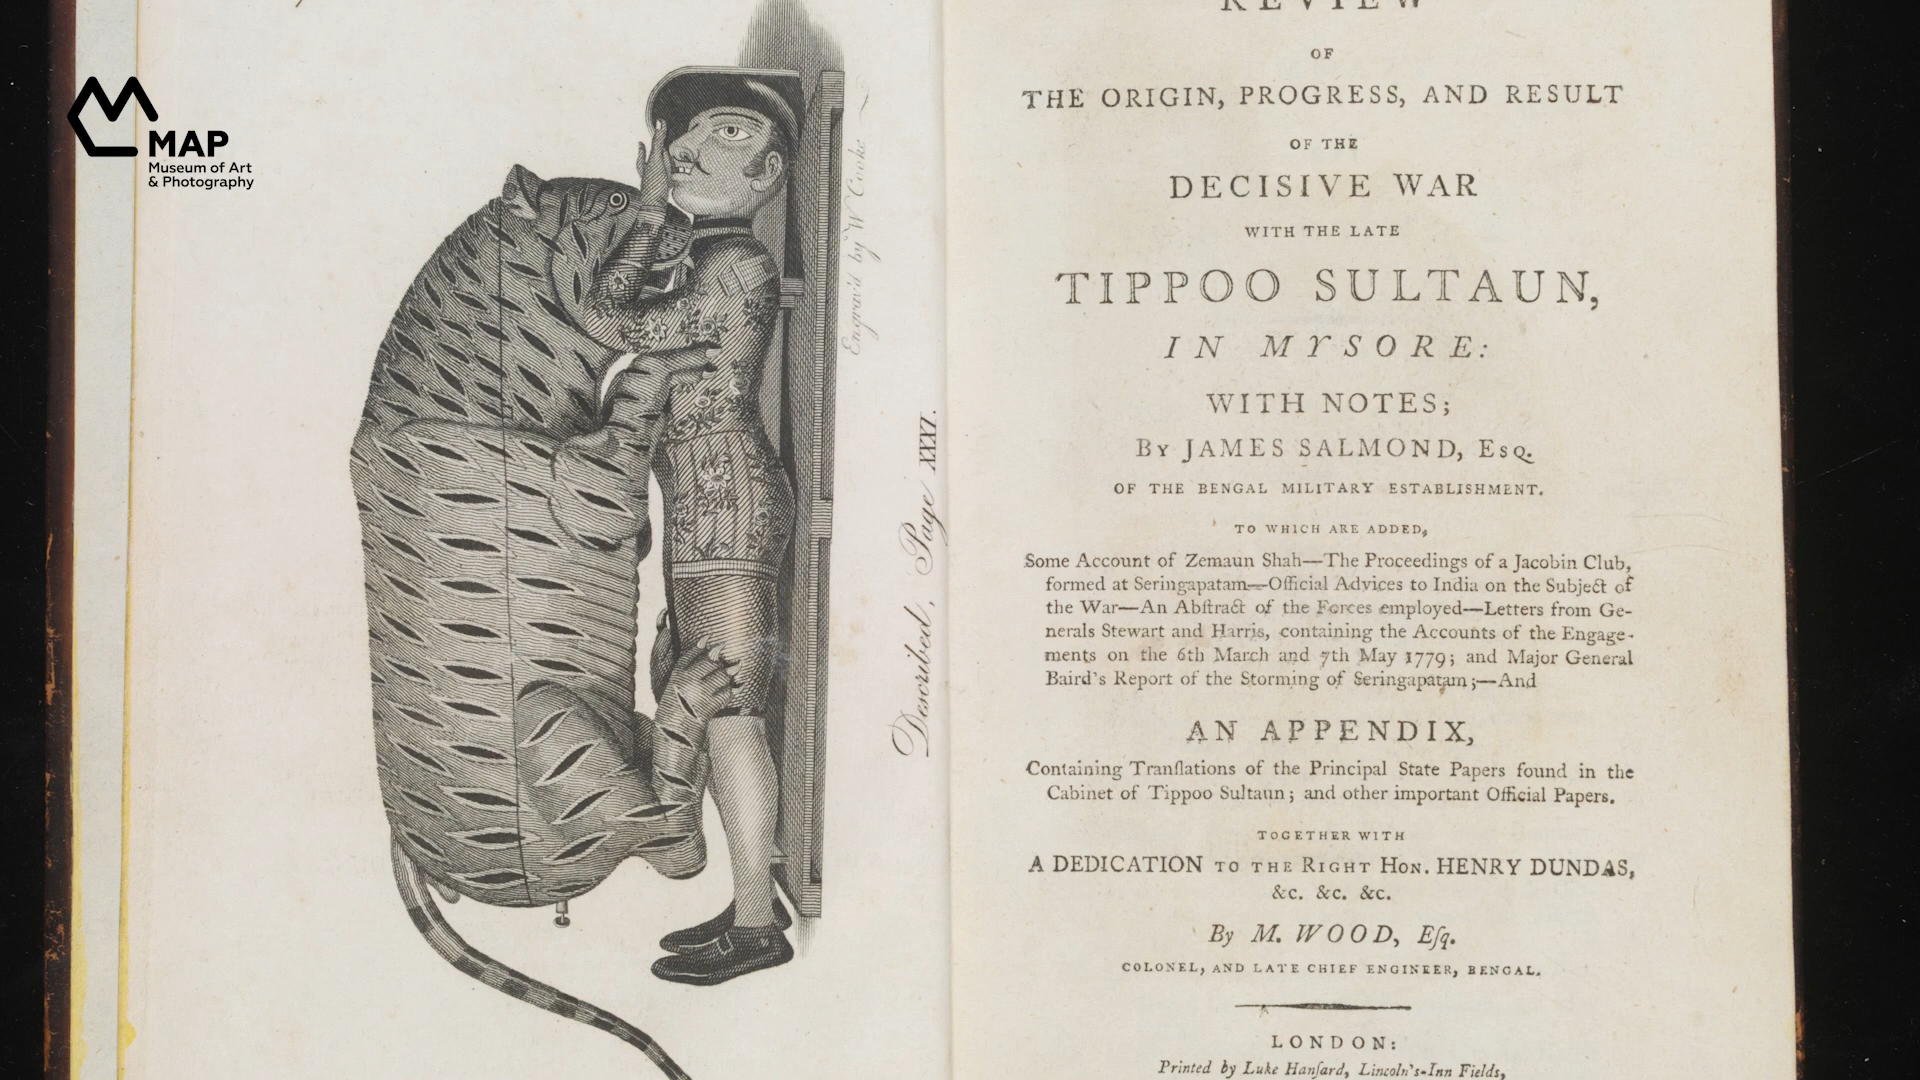 MAP
Museum of Art
& Photography
Engrav'd by W Cooke
Described, Page XXXI.
REVIEW
OF
THE ORIGIN, PROGRESS, AND RESULT
OF THE
DECISIVE WAR
WITH THE LATE
TIPPOO SULTAUN,
IN MYSORE:
WITH NOTES;
By JAMES SALMOND, Esq.
OF THE BENGAL MILITARY ESTABLISHMENT.
TO WHICH ARE ADDED,
Some Account of Zemaun Shah—The Proceedings of a Jacobin Club,
formed at Seringapatam—Official Advices to India on the Subject of
the War—An Abſtract of the Forces employed—Letters from Ge-
nerals Stewart and Harris, containing the Accounts of the Engage-
ments on the 6th March and 7th May 1779; and Major General
Baird's Report of the Storming of Seringapatam;—And
AN APPENDIX,
Containing Tranſlations of the Principal State Papers found in the
Cabinet of Tippoo Sultaun; and other important Official Papers.
TOGETHER WITH
A DEDICATION TO THE RIGHT HON. HENRY DUNDAS,
&c. &c. &c.
By M. WOOD, Eſq.
COLONEL, AND LATE CHIEF ENGINEER, BENGAL.
LONDON:
Printed by Luke Hanſard, Lincoln's-Inn Fields,